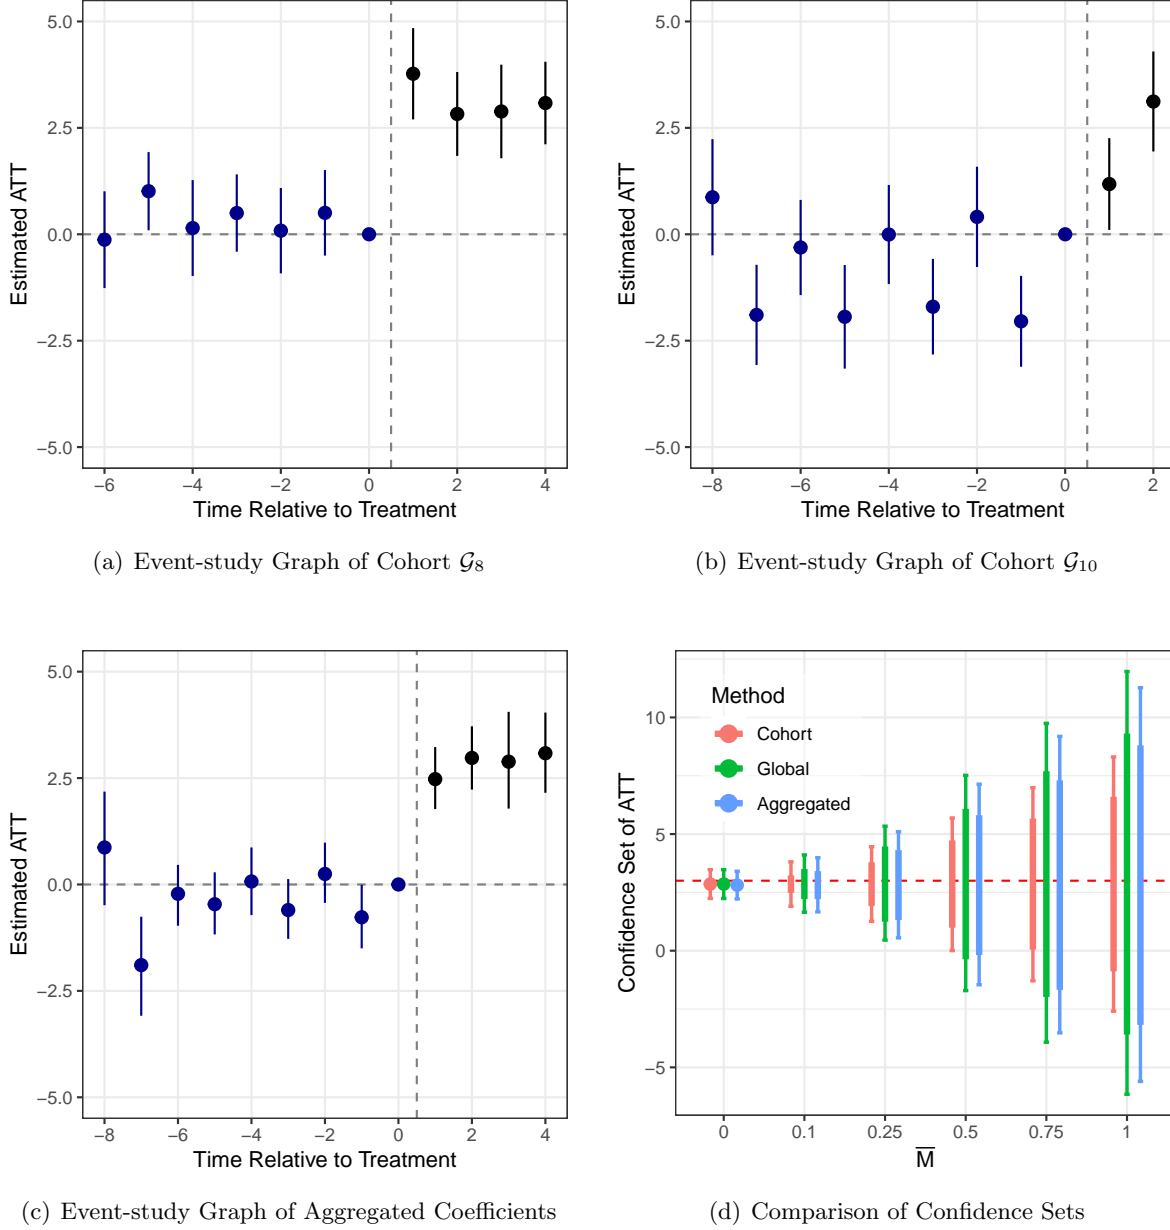 5.0
2.5
0.0
−2.5
−5.0
Estimated ATT
−6 −4 −2 0 2 4
Time Relative to Treatment
(a) Event-study Graph of Cohort 𝒢8
5.0
2.5
0.0
−2.5
−5.0
Estimated ATT
−8 −6 −4 −2 0 2
Time Relative to Treatment
(b) Event-study Graph of Cohort 𝒢10
5.0
2.5
0.0
−2.5
−5.0
Estimated ATT
−8 −6 −4 −2 0 2 4
Time Relative to Treatment
(c) Event-study Graph of Aggregated Coefficients
Method
Cohort
Global
Aggregated
10
5
0
−5
Confidence Set of ATT
0 0.1 0.25 0.5 0.75 1
M̅
(d) Comparison of Confidence Sets